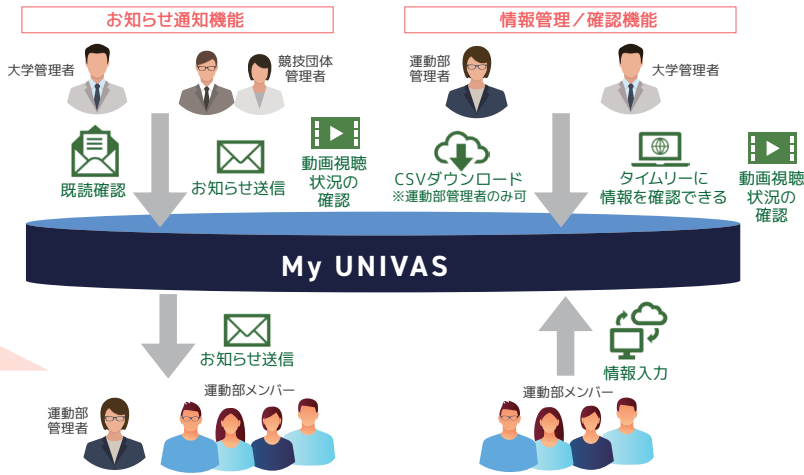 お知らせ通知機能
大学管理者
競技団体
管理者
既読確認
お知らせ送信
動画視聴
状況の
確認
情報管理／確認機能
運動部
管理者
大学管理者
CSVダウンロード
※運動部管理者のみ可
タイムリーに
情報を確認できる
動画視聴
状況の
確認
My UNIVAS
お知らせ送信
運動部
管理者
運動部メンバー
情報入力
運動部メンバー